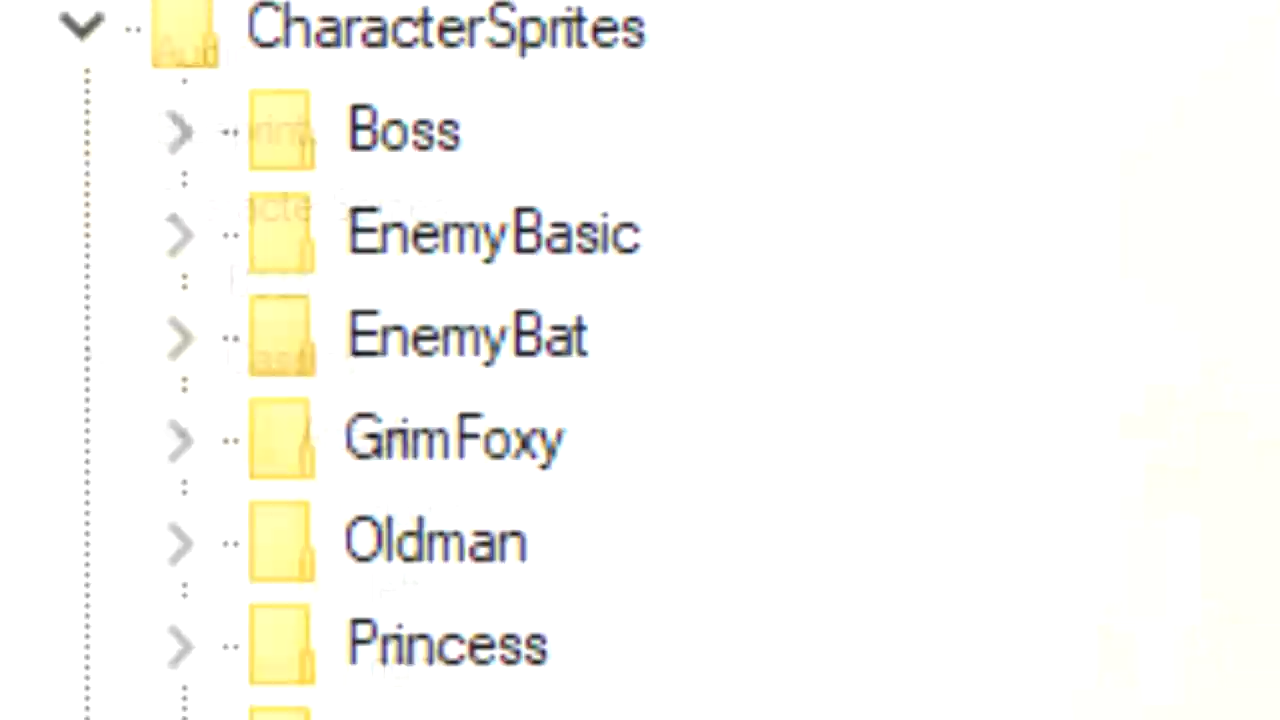 CharacterSprites
Boss
EnemyBasic
EnemyBat
GrimFoxy
Oldman
Princess